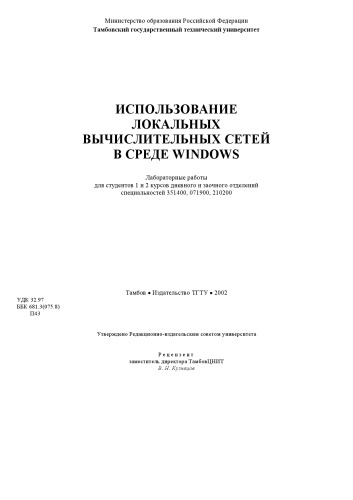 Министерство образования Российской Федерации
Тамбовский государственный технический университет
ИСПОЛЬЗОВАНИЕ
ЛОКАЛЬНЫХ
ВЫЧИСЛИТЕЛЬНЫХ СЕТЕЙ
В СРЕДЕ WINDOWS
Лабораторные работы
для студентов 1 и 2 курсов дневного и заочного отделений
специальностей 351400, 071900, 210200
Тамбов • Издательство ТГТУ • 2002
УДК 32.97
ББК 681.3(075.8)
П43
Утверждено Редакционно-издательским советом университета
Рецензент
заместитель директора ТамбовЦНИТ
В. Н. Кузнецов